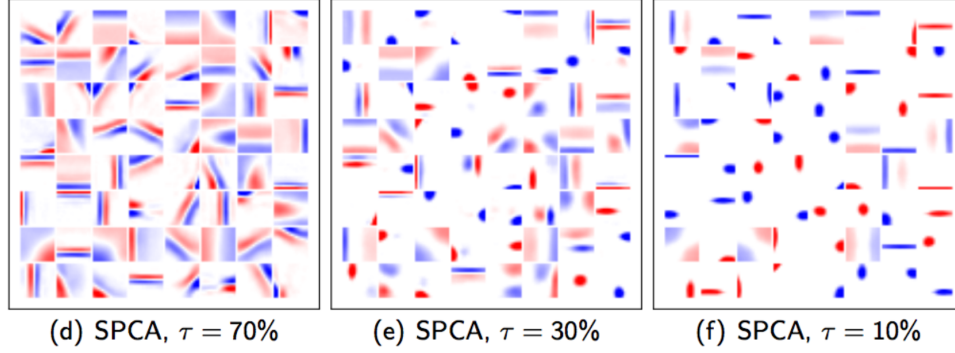 (d) SPCA, τ = 70%
(e) SPCA, τ = 30%
(f) SPCA, τ = 10%